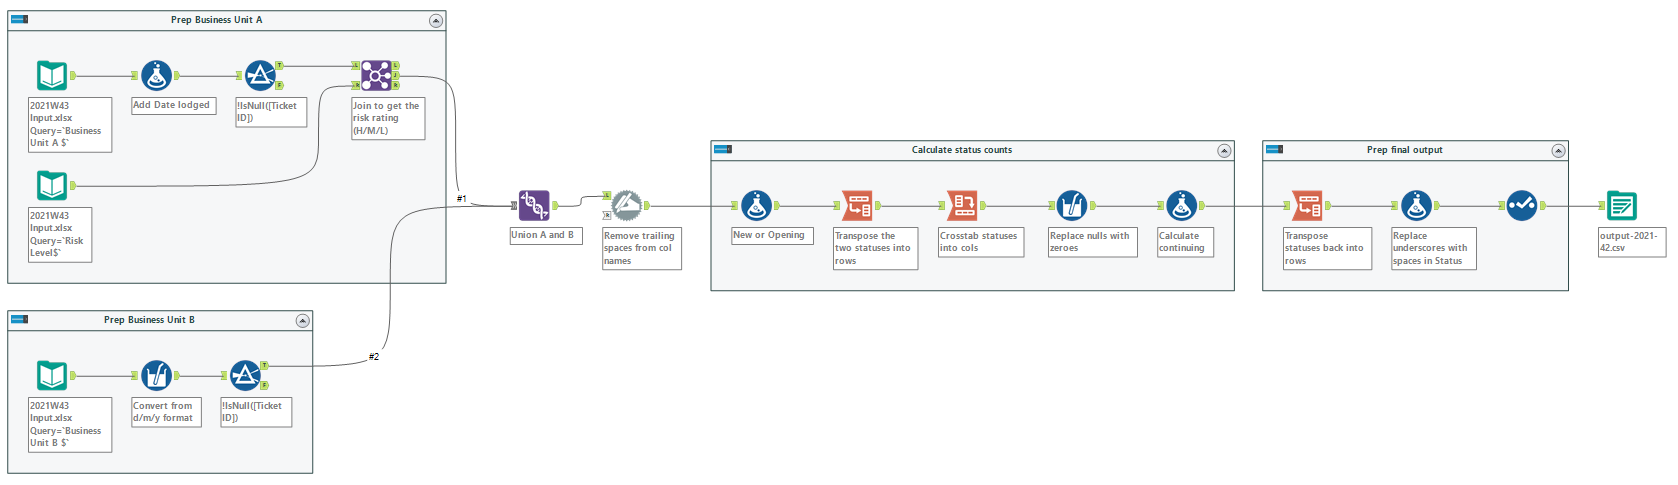 Prep Business Unit A
2021W43
Input.xlsx
Query=`Business
Unit A $`
Add Date lodged
!IsNull([Ticket
ID])
T
F
L
R
L
J
R
Join to get the
risk rating
(H/M/L)
2021W43
Input.xlsx
Query=`Risk
Level$`
#1
#2
Prep Business Unit B
2021W43
Input.xlsx
Query=`Business
Unit B $`
Convert from
d/m/y format
!IsNull([Ticket
ID])
T
F
Union A and B
L
R
Remove trailing
spaces from col
names
Calculate status counts
New or Opening
Transpose the
two statuses into
rows
Crosstab statuses
into cols
Replace nulls with
zeroes
Calculate
continuing
Prep final output
Transpose
statuses back into
rows
Replace
underscores with
spaces in Status
output-2021-
42.csv